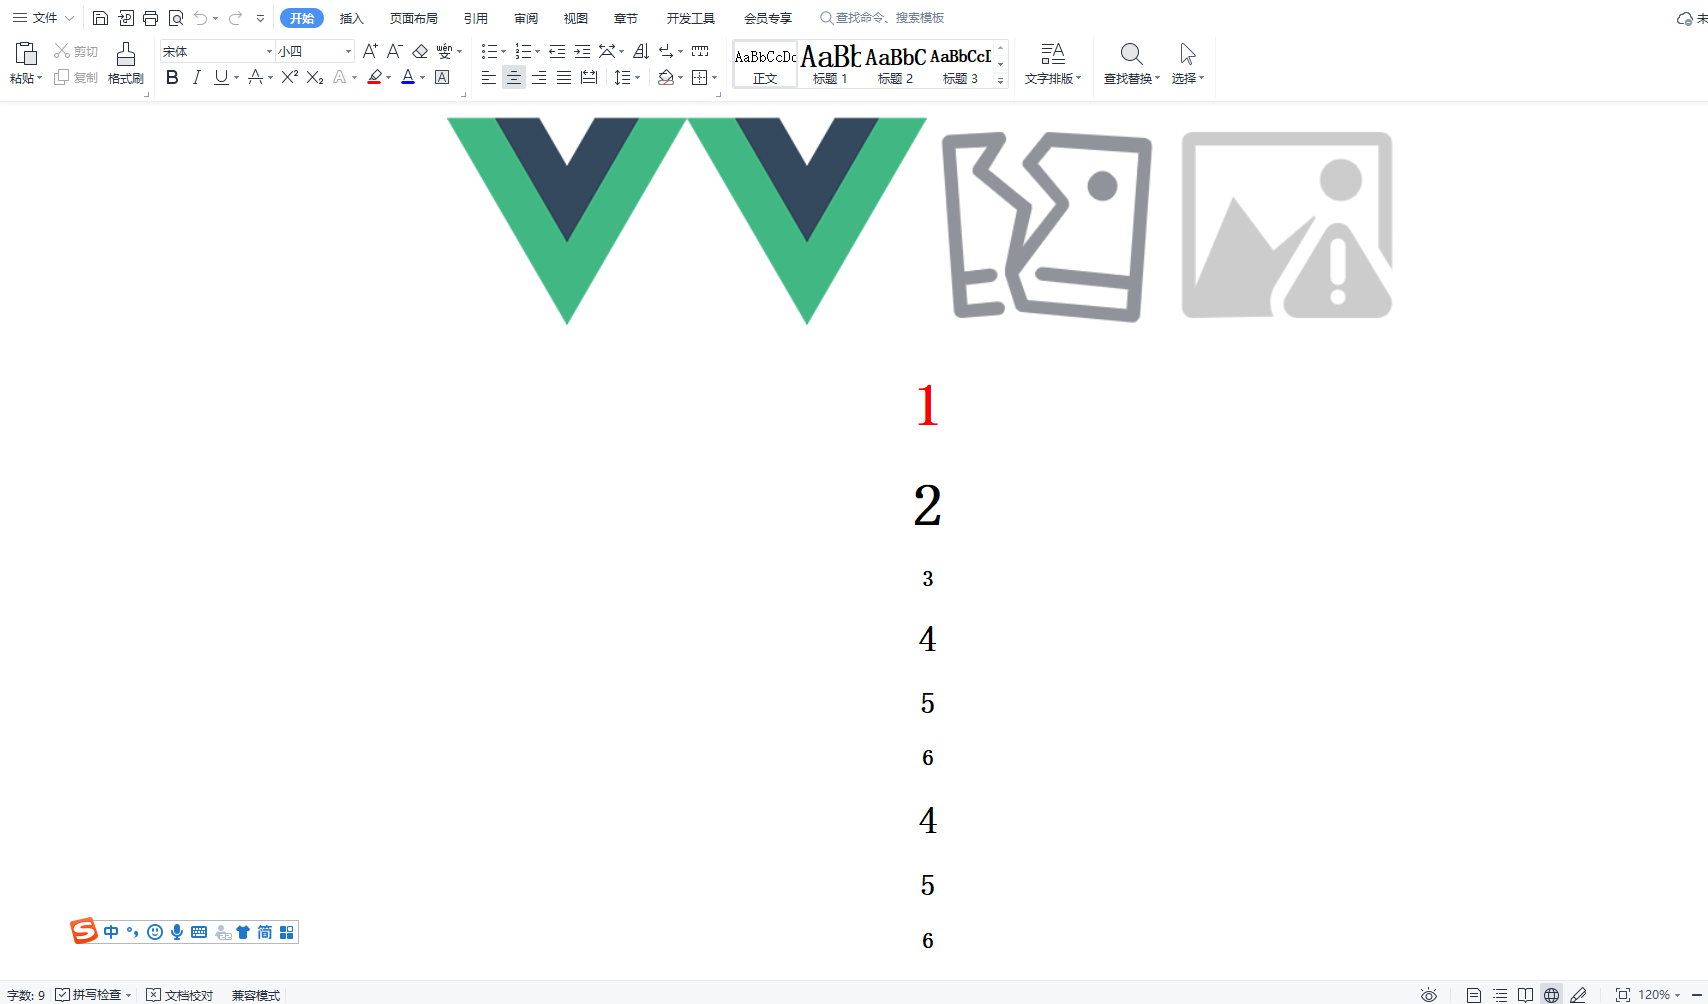 文件 开始 插入 页面布局 引用 审阅 视图 章节 开发工具 会员专享 查找命令、搜索模板 未
粘贴 剪切 复制 格式刷 宋体 小四 A+ A- wén 变
B I U A X² X₂ A A A A
AaBbCcDc AaBb AaBbC AaBbCcI
正文 标题 1 标题 2 标题 3 文字排版 查找替换 选择
1
2
3
4
5
6
4
5
6
S 中 °, 简
字数: 9 拼写检查 文档校对 兼容模式 120%